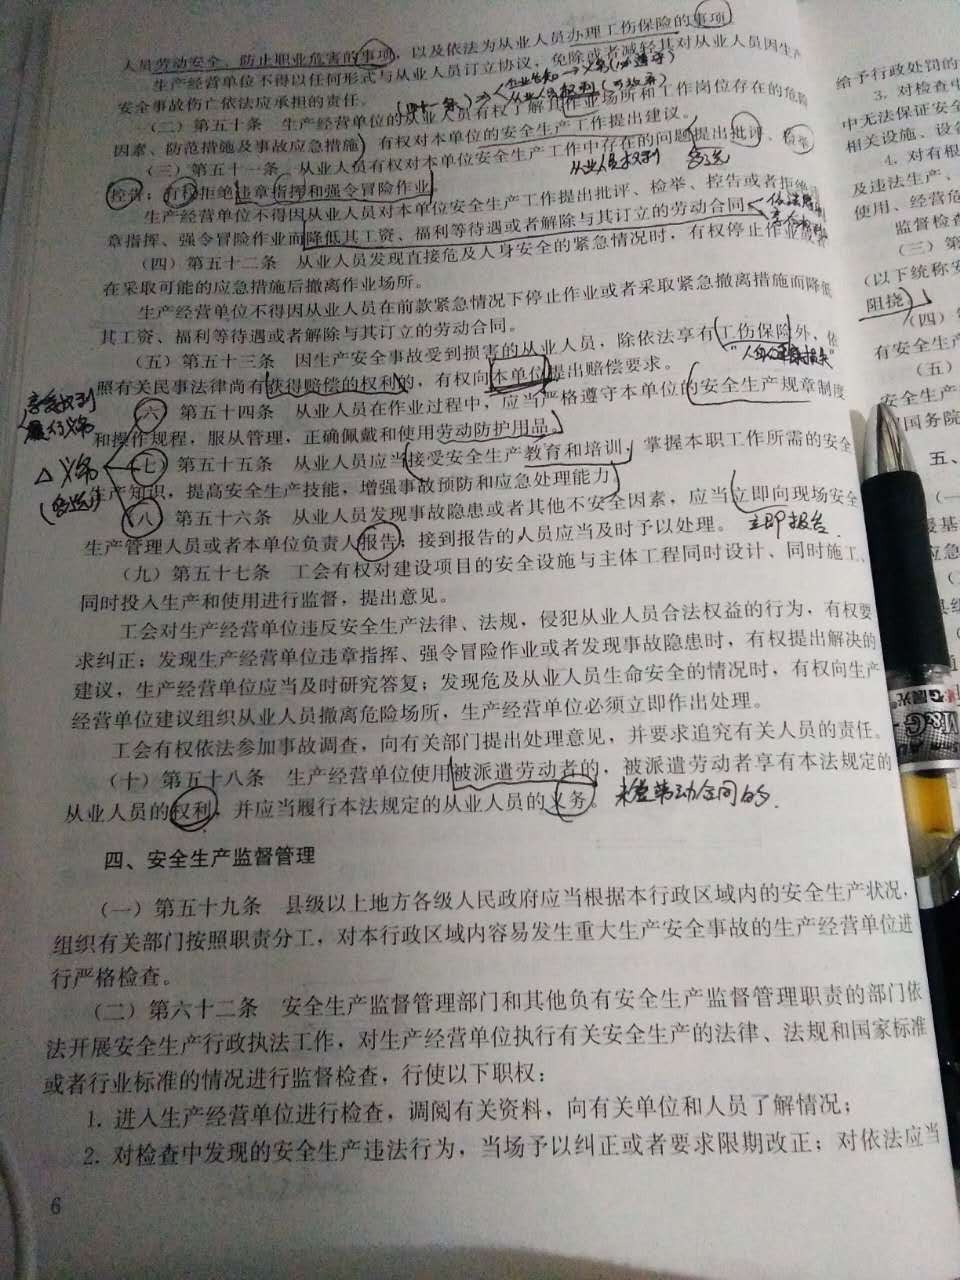 人员劳动安全、防止职业危害的事项，以及依法为从业人员办理工伤保险的事项
生产经营单位不得以任何形式与从业人员订立协议，免除或者减轻其对从业人员因生产
安全事故伤亡依法应承担的责任。
（二）第五十条 生产经营单位的从业人员有权了解其作业场所和工作岗位存在的危险
因素、防范措施及事故应急措施，有权对本单位的安全生产工作提出建议。
（三）第五十一条 从业人员有权对本单位安全生产工作中存在的问题提出批评、检举、
从业人员权利
控告；有权拒绝违章指挥和强令冒险作业。
生产经营单位不得因从业人员对本单位安全生产工作提出批评、检举、控告或者拒绝违
章指挥、强令冒险作业而降低其工资、福利等待遇或者解除与其订立的劳动合同
（四）第五十二条 从业人员发现直接危及人身安全的紧急情况时，有权停止作业或者
在采取可能的应急措施后撤离作业场所。
生产经营单位不得因从业人员在前款紧急情况下停止作业或者采取紧急撤离措施而降低
其工资、福利等待遇或者解除与其订立的劳动合同。
（五）第五十三条 因生产安全事故受到损害的从业人员，除依法享有工伤保险外，依
照有关民事法律尚有获得赔偿的权利的，有权向本单位提出赔偿要求。
享受权利
履行义务
（六）第五十四条 从业人员在作业过程中，应当严格遵守本单位的安全生产规章制度
和操作规程，服从管理，正确佩戴和使用劳动防护用品。
△义务
（七）第五十五条 从业人员应当接受安全生产教育和培训，掌握本职工作所需的安全
生产知识，提高安全生产技能，增强事故预防和应急处理能力
（八）第五十六条 从业人员发现事故隐患或者其他不安全因素，应当立即向现场安全
生产管理人员或者本单位负责人报告；接到报告的人员应当及时予以处理。 立即报告.
（九）第五十七条 工会有权对建设项目的安全设施与主体工程同时设计、同时施工、
同时投入生产和使用进行监督，提出意见。
工会对生产经营单位违反安全生产法律、法规，侵犯从业人员合法权益的行为，有权要
求纠正；发现生产经营单位违章指挥、强令冒险作业或者发现事故隐患时，有权提出解决的
建议，生产经营单位应当及时研究答复；发现危及从业人员生命安全的情况时，有权向生产
经营单位建议组织从业人员撤离危险场所，生产经营单位必须立即作出处理。
工会有权依法参加事故调查，向有关部门提出处理意见，并要求追究有关人员的责任。
（十）第五十八条 生产经营单位使用被派遣劳动者的，被派遣劳动者享有本法规定的
从业人员的权利，并应当履行本法规定的从业人员的义务。
四、安全生产监督管理
（一）第五十九条 县级以上地方各级人民政府应当根据本行政区域内的安全生产状况，
组织有关部门按照职责分工，对本行政区域内容易发生重大生产安全事故的生产经营单位进
行严格检查。
（二）第六十二条 安全生产监督管理部门和其他负有安全生产监督管理职责的部门依
法开展安全生产行政执法工作，对生产经营单位执行有关安全生产的法律、法规和国家标准
或者行业标准的情况进行监督检查，行使以下职权：
1. 进入生产经营单位进行检查，调阅有关资料，向有关单位和人员了解情况；
2. 对检查中发现的安全生产违法行为，当场予以纠正或者要求限期改正；对依法应当
6
给予行政处罚的
3. 对检查中
中无法保证安全
相关设施、设
4. 对有根
及违法生产、
使用、经营危
监督检查
（三）第
（以下统称安
阻挠
（四）
有安全生产
（五）
安全生产
国务院
五、
（一